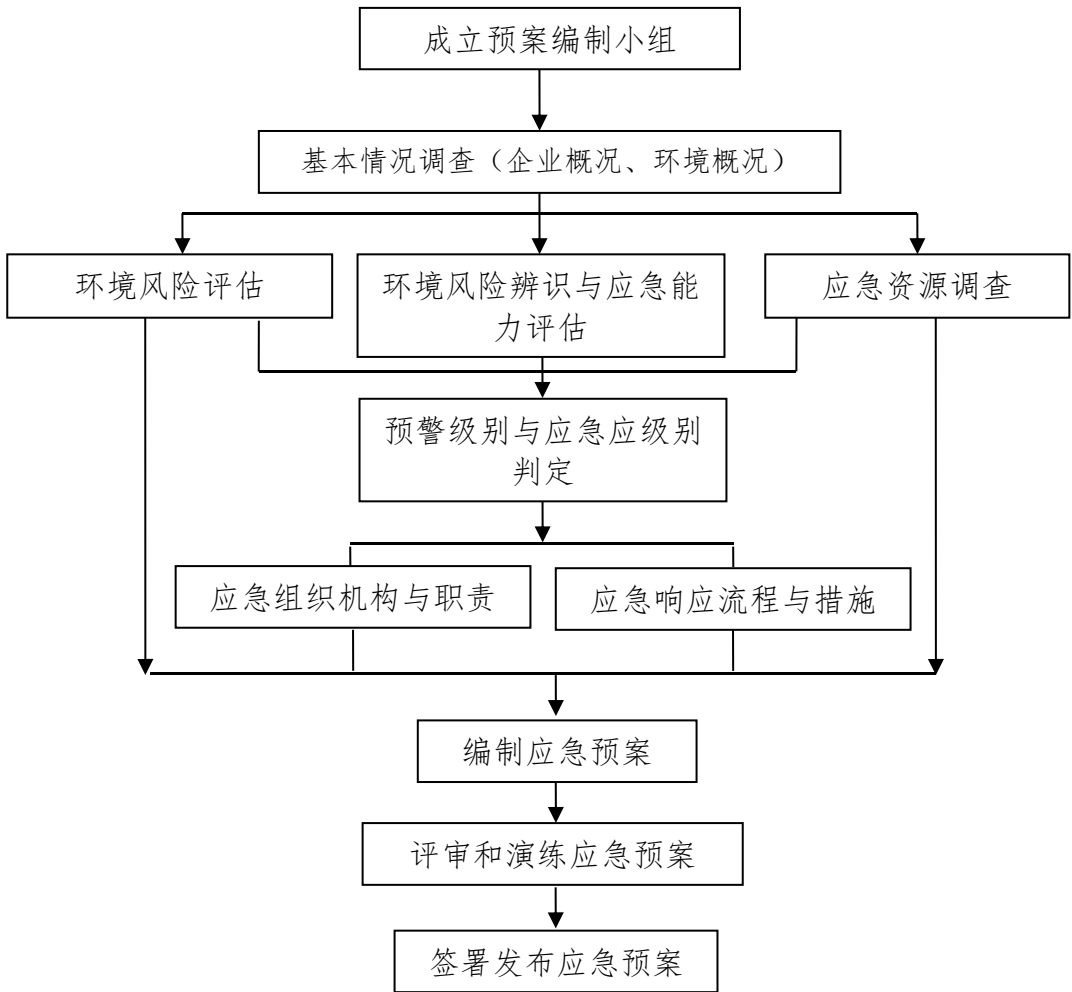 成立预案编制小组
基本情况调查（企业概况、环境概况）
环境风险评估
环境风险辨识与应急能
力评估
应急资源调查
预警级别与应急应级别
判定
应急组织机构与职责
应急响应流程与措施
编制应急预案
评审和演练应急预案
签署发布应急预案